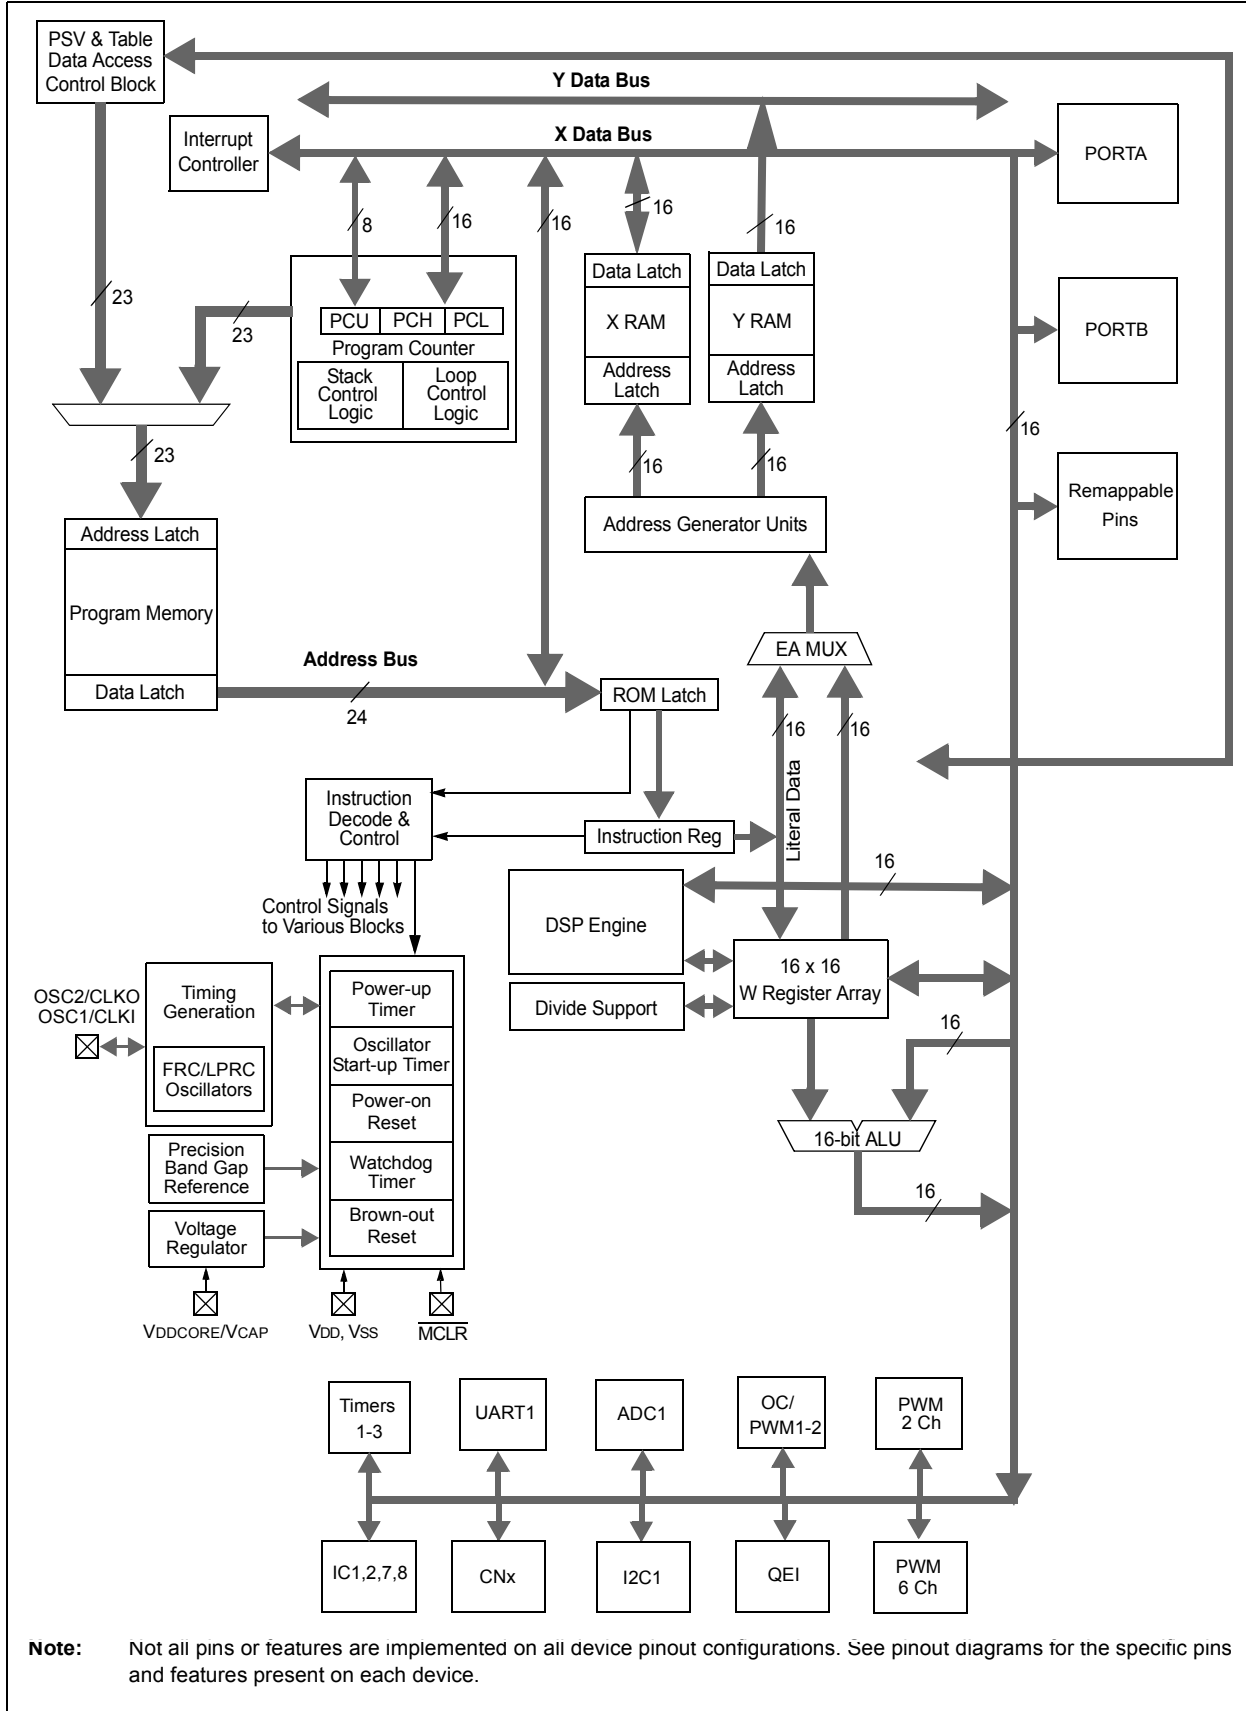 PSV & Table
Data Access
Control Block
Y Data Bus
X Data Bus
Interrupt
Controller
PORTA
8
16
16
16
16
23
23
Data Latch
X RAM
Address
Latch
Data Latch
Y RAM
Address
Latch
PCU PCH PCL
Program Counter
Stack
Control
Logic
Loop
Control
Logic
PORTB
16
23
16
16
Remappable
Pins
Address Generator Units
Address Latch
Program Memory
Data Latch
EA MUX
Address Bus
24
ROM Latch
16
16
Literal Data
Instruction
Decode &
Control
Instruction Reg
Control Signals
to Various Blocks
16
DSP Engine
16 x 16
W Register Array
Divide Support
OSC2/CLKO
OSC1/CLKI
Timing
Generation
FRC/LPRC
Oscillators
Power-up
Timer
Oscillator
Start-up Timer
Power-on
Reset
Watchdog
Timer
Brown-out
Reset
16
16-bit ALU
16
Precision
Band Gap
Reference
Voltage
Regulator
VDDCORE/VCAP
VDD, VSS
MCLR
Timers
1-3
UART1
ADC1
OC/
PWM1-2
PWM
2 Ch
IC1,2,7,8
CNx
I2C1
QEI
PWM
6 Ch
Note: Not all pins or features are implemented on all device pinout configurations. See pinout diagrams for the specific pins
and features present on each device.